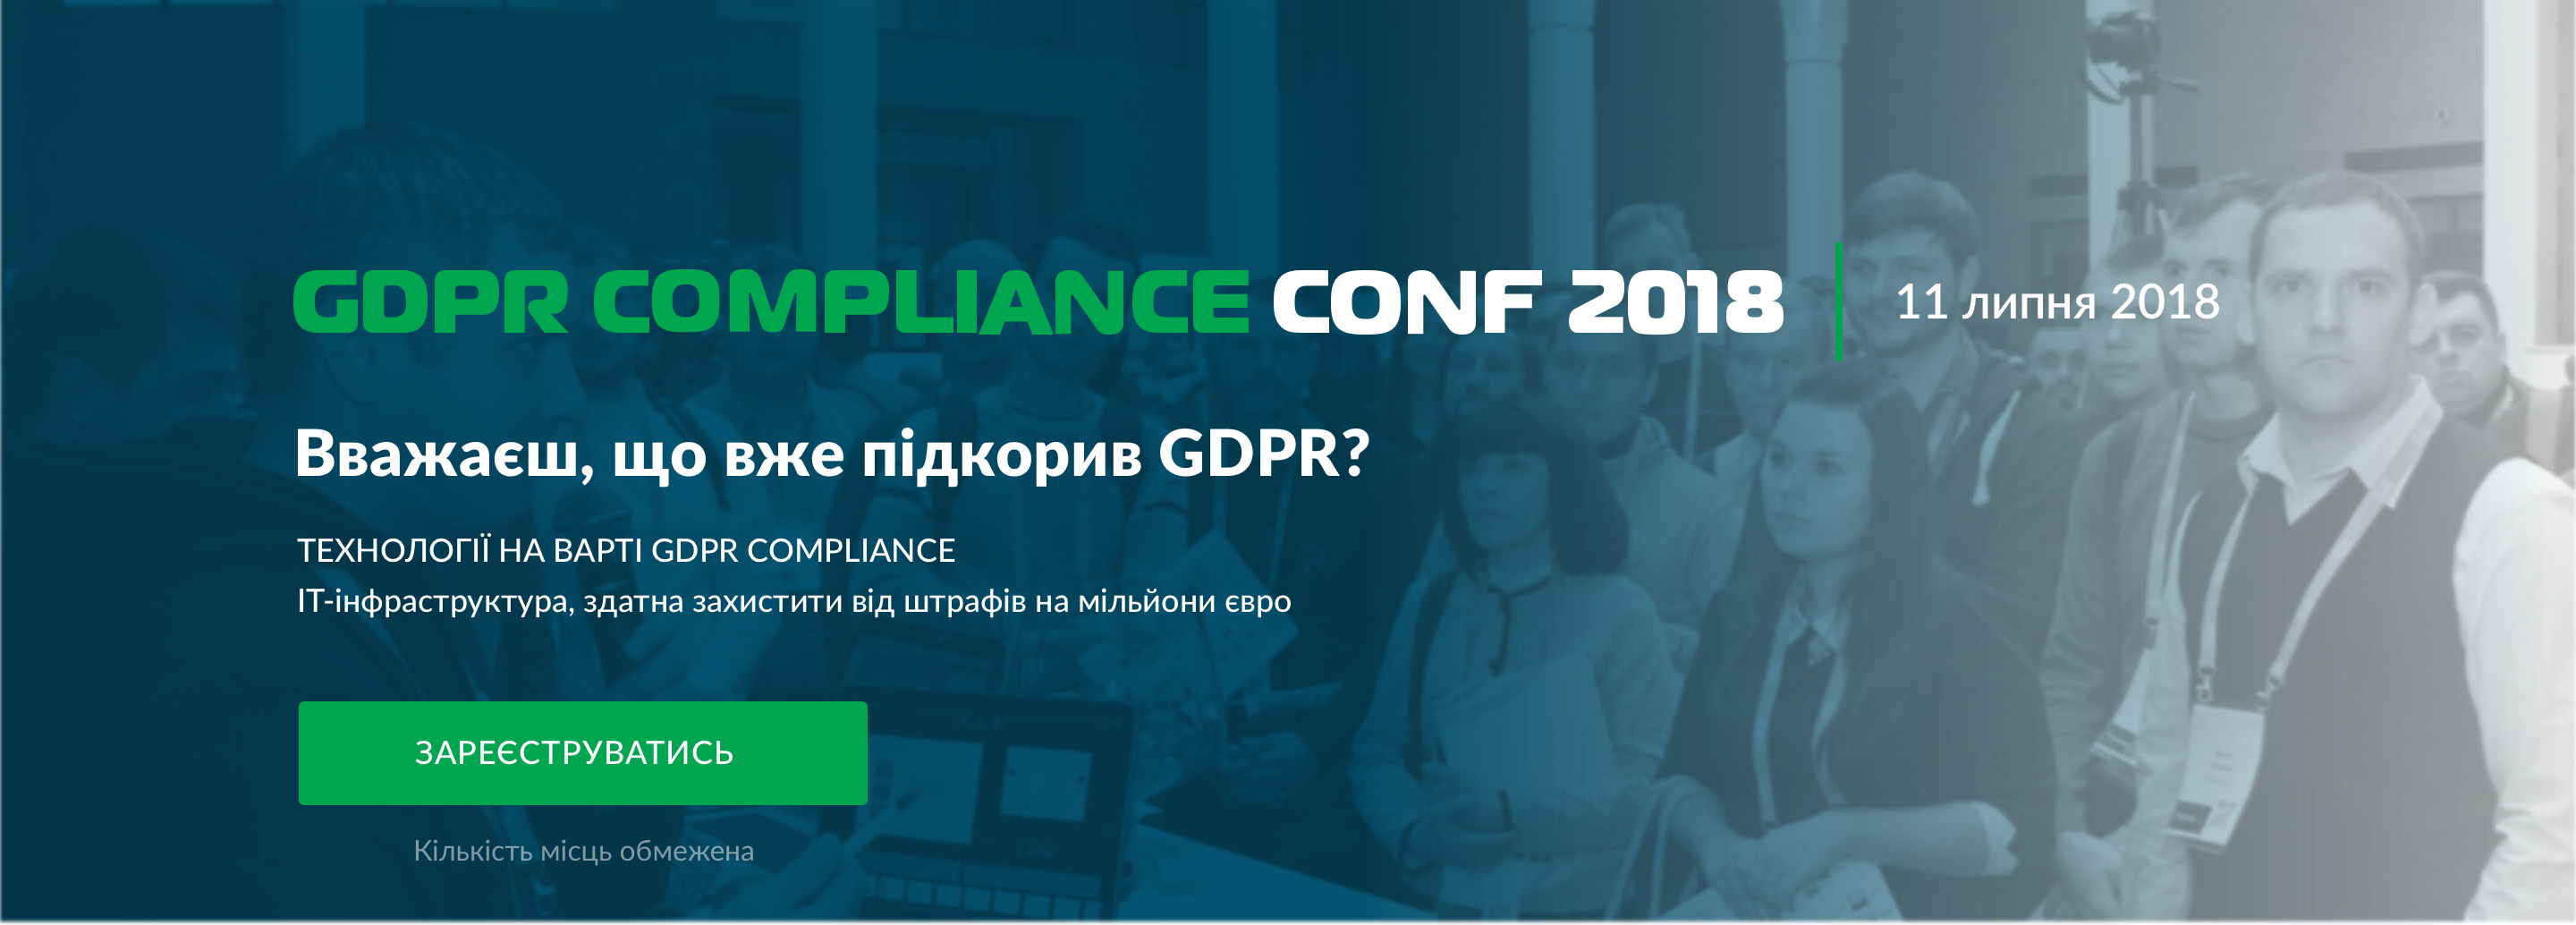 GDPR COMPLIANCE CONF 2018
11 липня 2018
Вважаєш, що вже підкорив GDPR?
ТЕХНОЛОГІЇ НА ВАРТІ GDPR COMPLIANCE
ІТ-інфраструктура, здатна захистити від штрафів на мільйони євро
ЗАРЕЄСТРУВАТИСЬ
Кількість місць обмежена